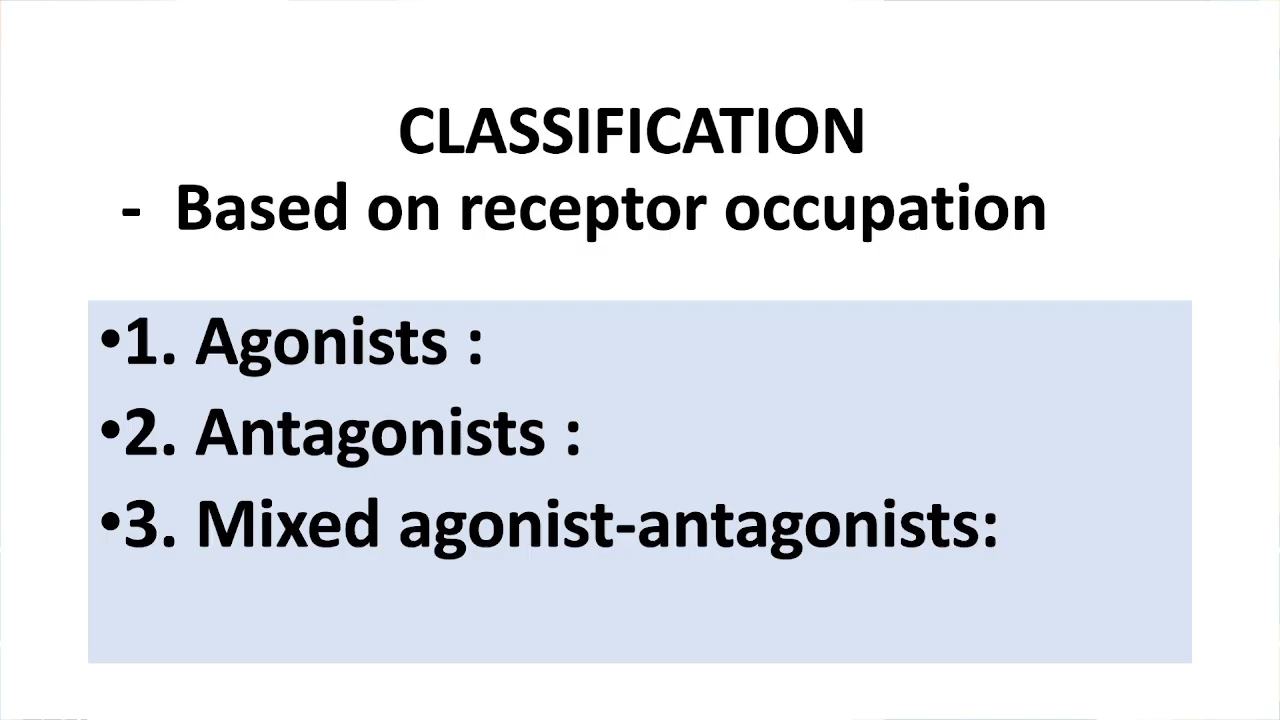 CLASSIFICATION
- Based on receptor occupation
•1. Agonists :
•2. Antagonists :
•3. Mixed agonist-antagonists: